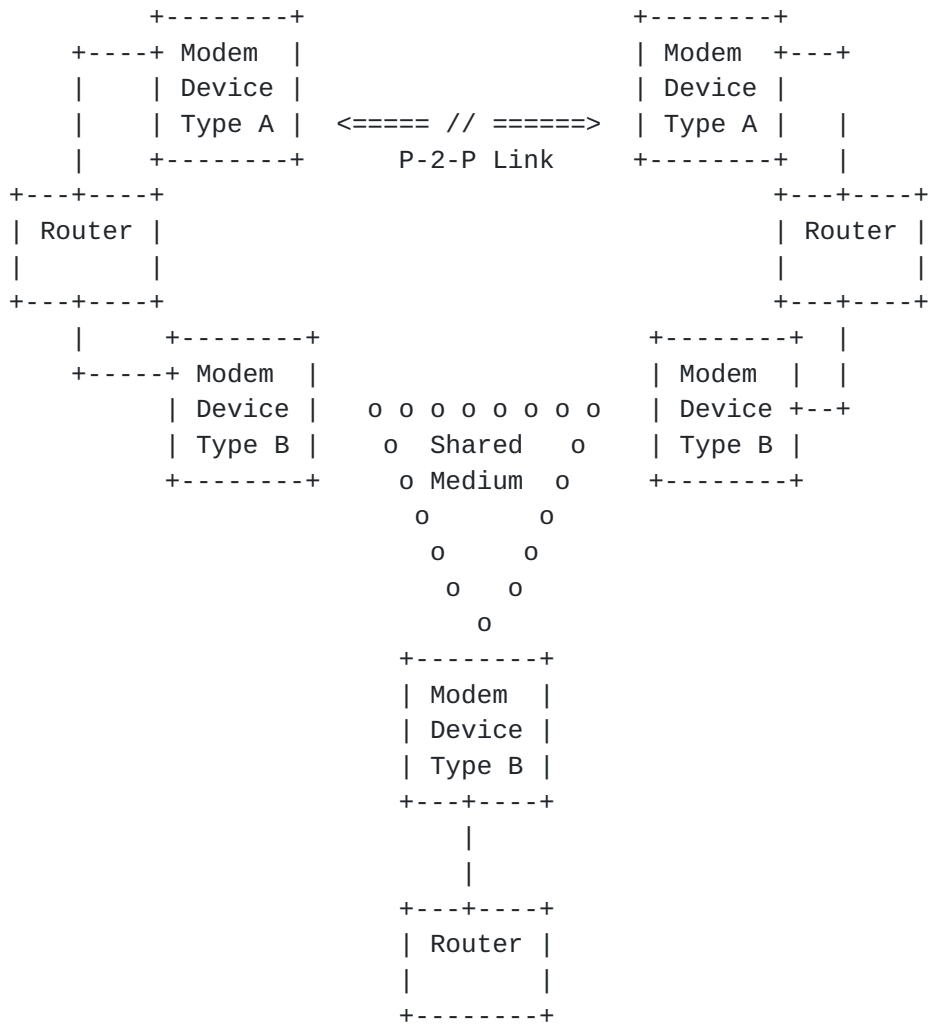 +--------+                     +--------+
    +----+ Modem  |                     | Modem  +---+
    |    | Device |                     | Device |
    |    | Type A |  <===== // ======>  | Type A |   |
    |    +--------+      P-2-P Link     +--------+   |
+---+----+                                       +---+----+
| Router |                                       | Router |
|        |                                       |        |
+---+----+                                       +---+----+
    |     +--------+                     +--------+  |
    +-----+ Modem  |                     | Modem  |  |
          | Device |   o o o o o o o o   | Device +--+
          | Type B |    o  Shared   o    | Type B |
          +--------+     o Medium  o     +--------+
                          o       o
                           o     o
                            o   o
                              o
                         +--------+
                         | Modem  |
                         | Device |
                         | Type B |
                         +---+----+
                             |
                             |
                         +---+----+
                         | Router |
                         |        |
                         +--------+